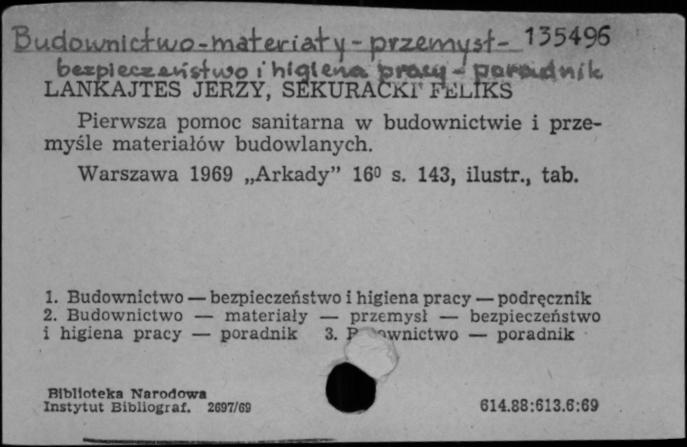 Budownictwo - materiały - przemysł - 135496
bezpieczeństwo i higiena pracy - poradnik
LANKAJTES JERZY, SEKURACKI FELIKS
Pierwsza pomoc sanitarna w budownictwie i prze-
myśle materiałów budowlanych.
Warszawa 1969 „Arkady” 16⁰ s. 143, ilustr., tab.
1. Budownictwo — bezpieczeństwo i higiena pracy — podręcznik
2. Budownictwo — materiały — przemysł — bezpieczeństwo
i higiena pracy — poradnik 3. Budownictwo — poradnik
Biblioteka Narodowa
Instytut Bibliograf. 2697/69
614.88:613.6:69